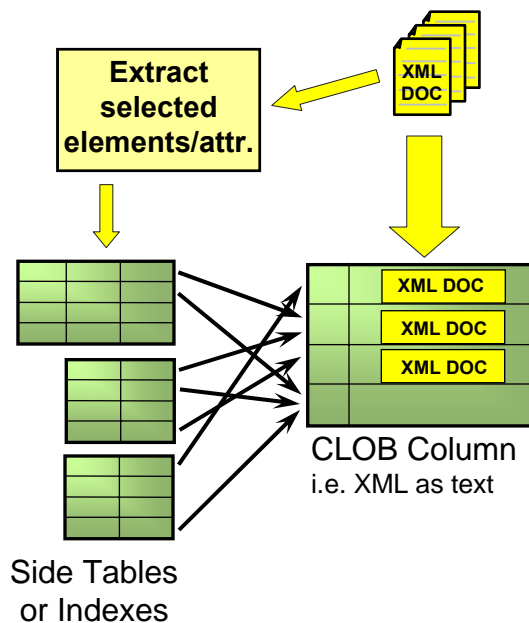 Extract
selected
elements/attr.
XML
DOC
XML DOC
XML DOC
XML DOC
CLOB Column
i.e. XML as text
Side Tables
or Indexes